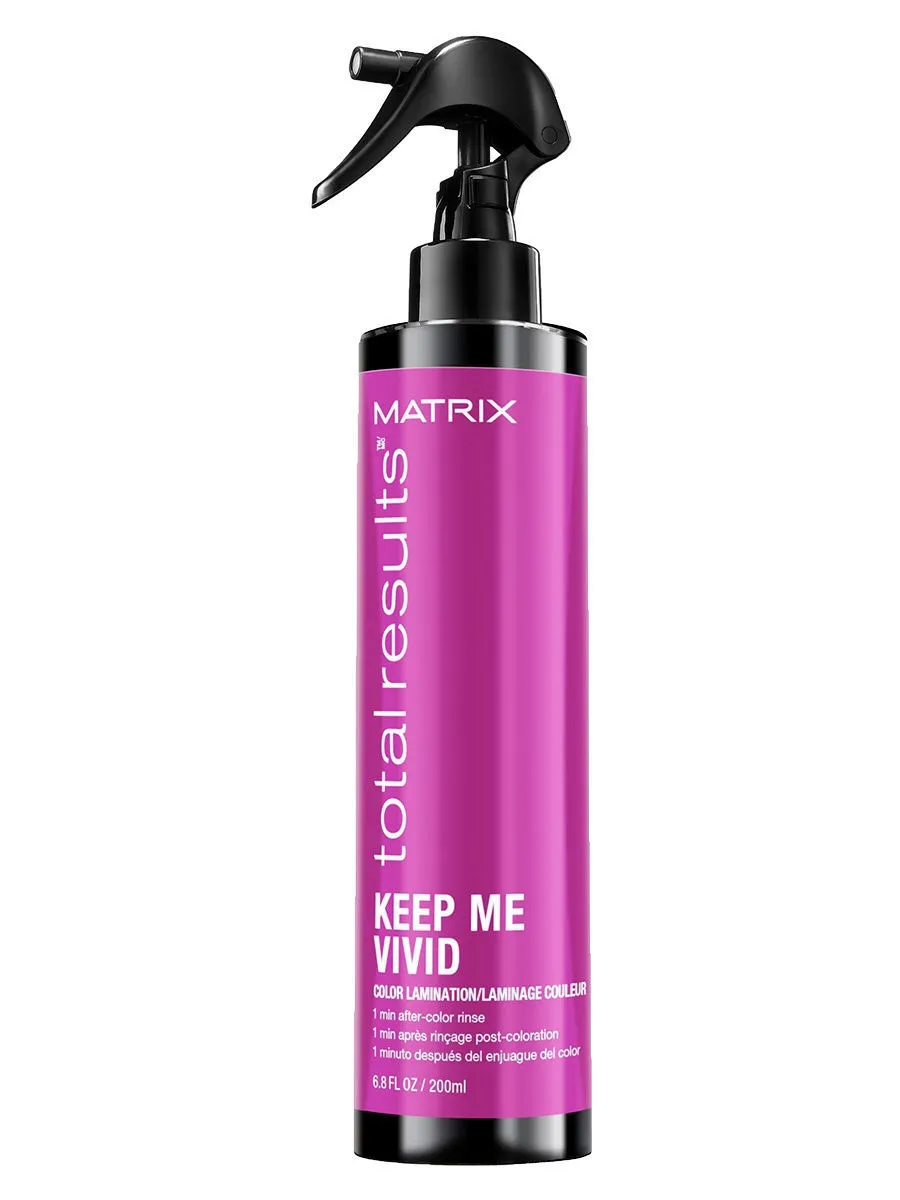 MATRIX
total results
KEEP ME
VIVID
COLOR LAMINATION/LAMINAGE COULEUR
1 min after-color rinse
1 min après rinçage post-coloration
1 minuto después del enjuague del color
6.8 FL OZ / 200ml